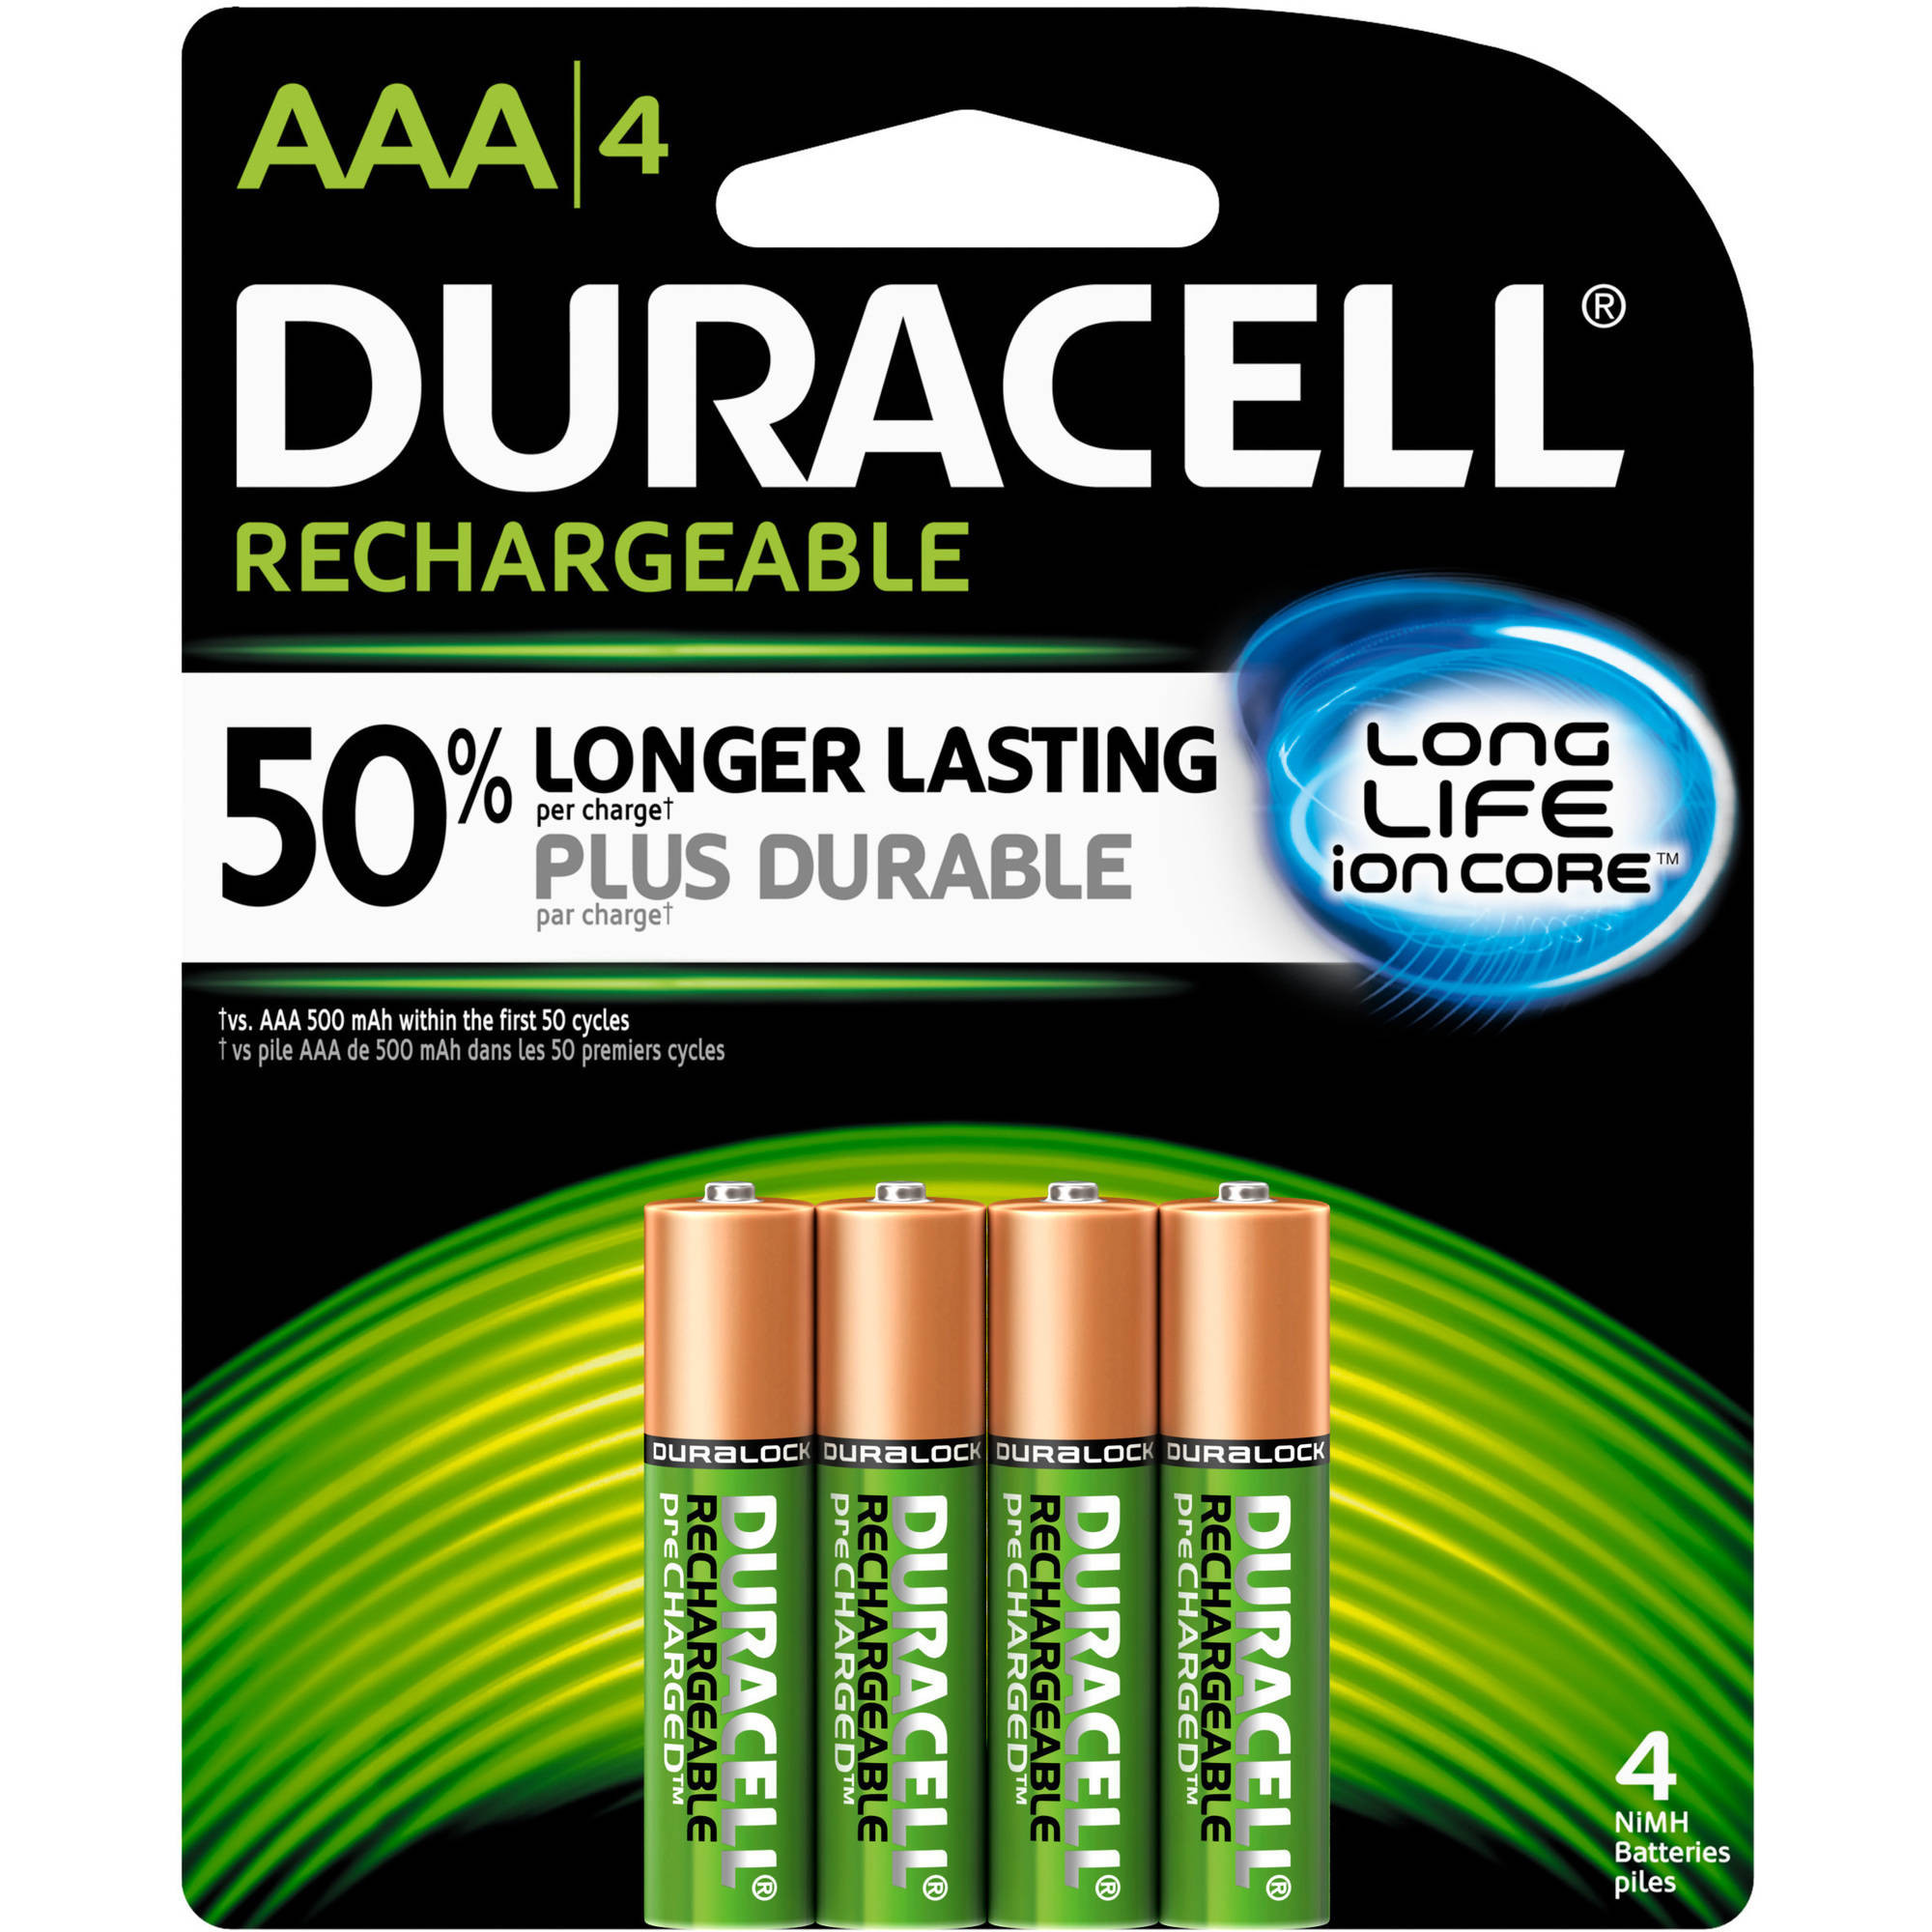 AAA|4
DURACELL®
RECHARGEABLE
50% LONGER LASTING
per charge†
PLUS DURABLE
par charge†
LONG
LIFE
ion CORE™
†vs. AAA 500 mAh within the first 50 cycles
† vs pile AAA de 500 mAh dans les 50 premiers cycles
DURALOCK
DURACELL®
RECHARGEABLE
PreCHARGED™
DURALOCK
DURACELL®
RECHARGEABLE
PreCHARGED™
DURALOCK
DURACELL®
RECHARGEABLE
PreCHARGED™
DURALOCK
DURACELL®
RECHARGEABLE
PreCHARGED™
4
NiMH
Batteries
piles